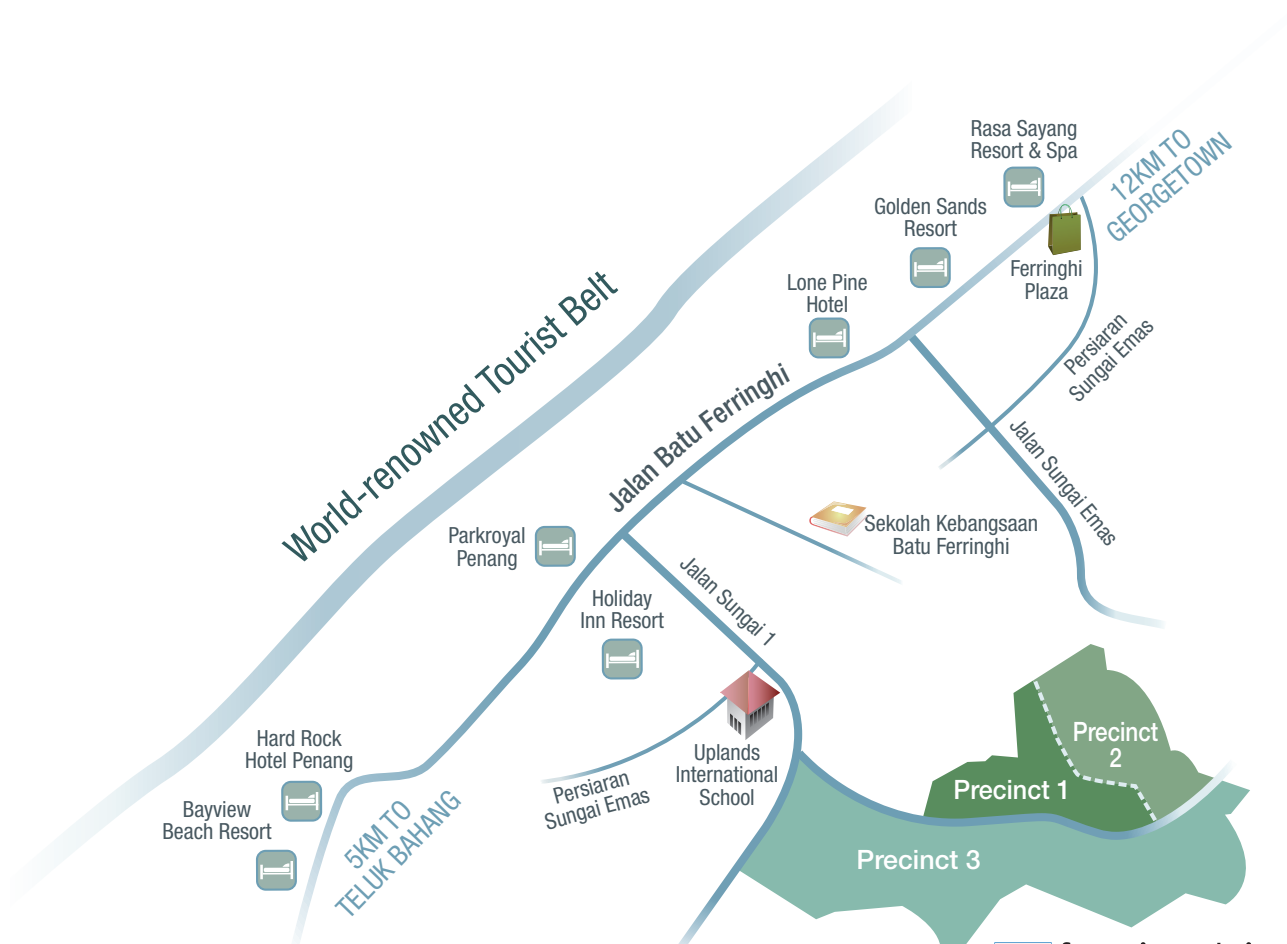 Rasa Sayang
Resort & Spa
12KM TO
GEORGETOWN
Golden Sands
Resort
Ferringhi
Plaza
Lone Pine
Hotel
World-renowned Tourist Belt
Persiaran
Sungai Emas
Jalan Batu Ferringhi
Jalan Sungai Emas
Sekolah Kebangsaan
Batu Ferringhi
Parkroyal
Penang
Jalan Sungai 1
Holiday
Inn Resort
Hard Rock
Hotel Penang
Uplands
International
School
Persiaran
Sungai Emas
Bayview
Beach Resort
5KM TO
TELUK BAHANG
Precinct
2
Precinct 1
Precinct 3